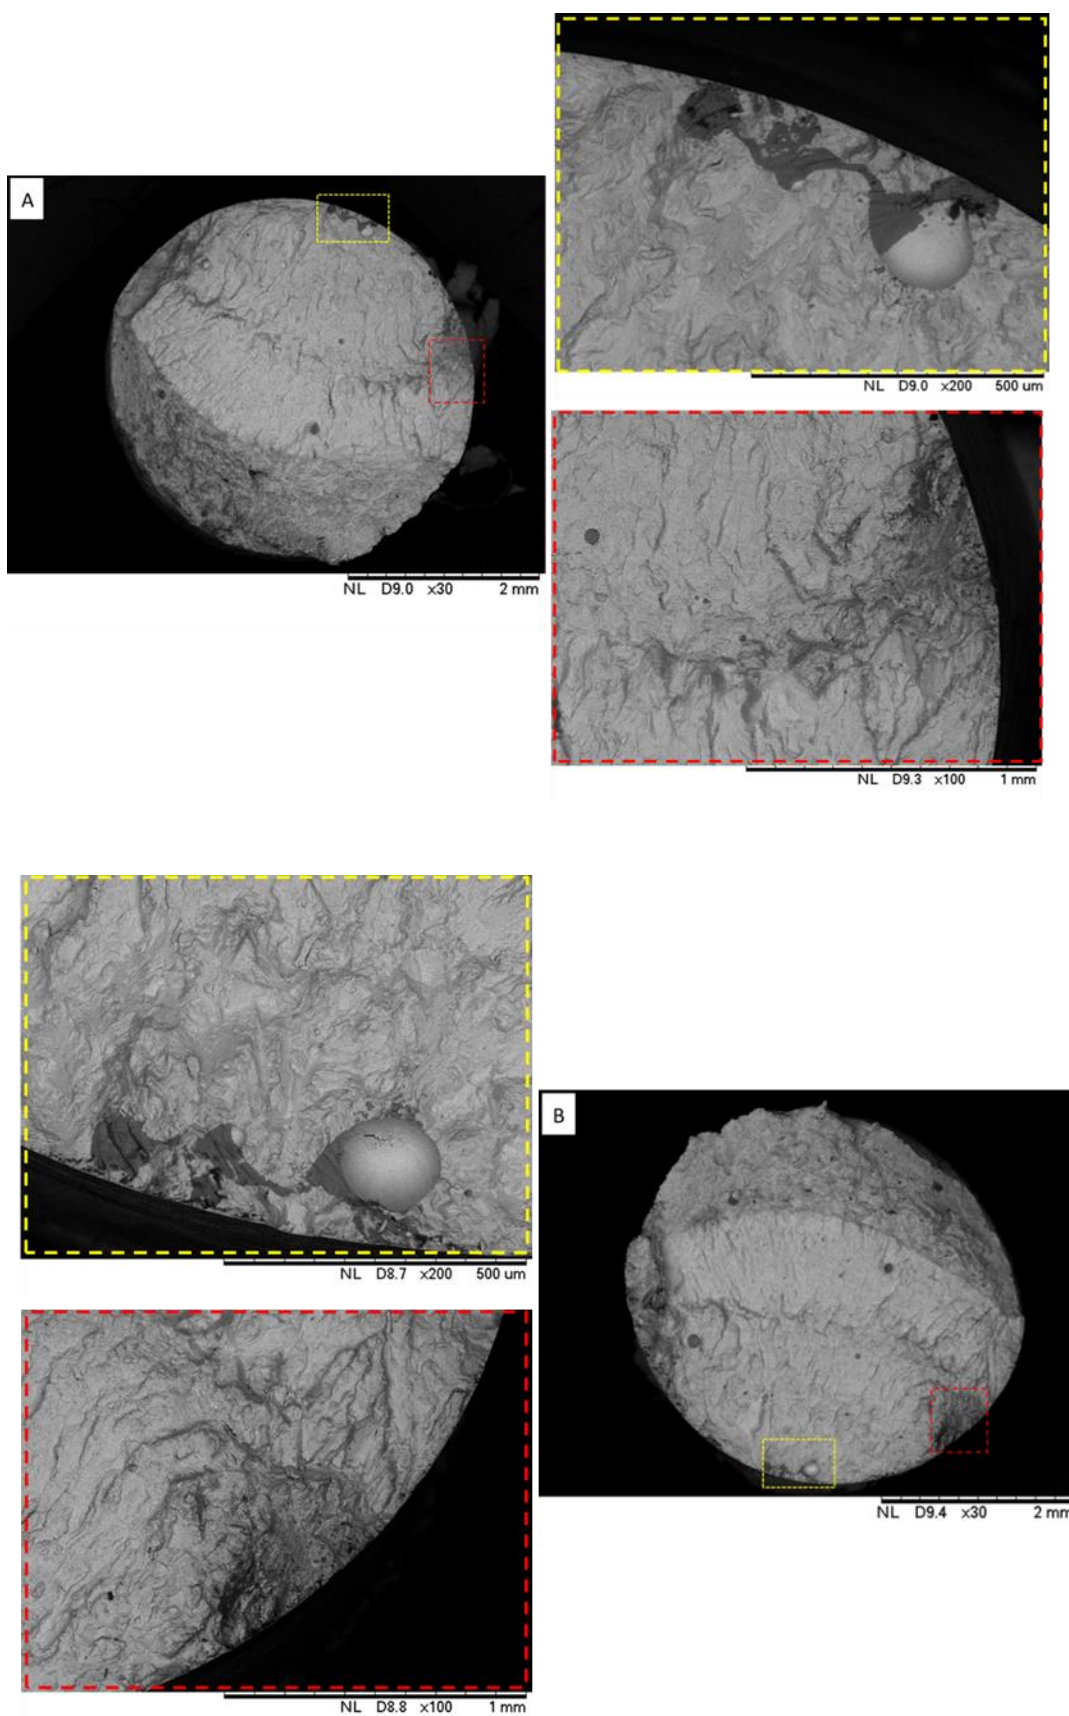 A
NL D9.0 x200 500 um
NL D9.0 x30 2 mm
NL D9.3 x100 1 mm
NL D8.7 x200 500 um
B
NL D9.4 x30 2 mm
NL D8.8 x100 1 mm